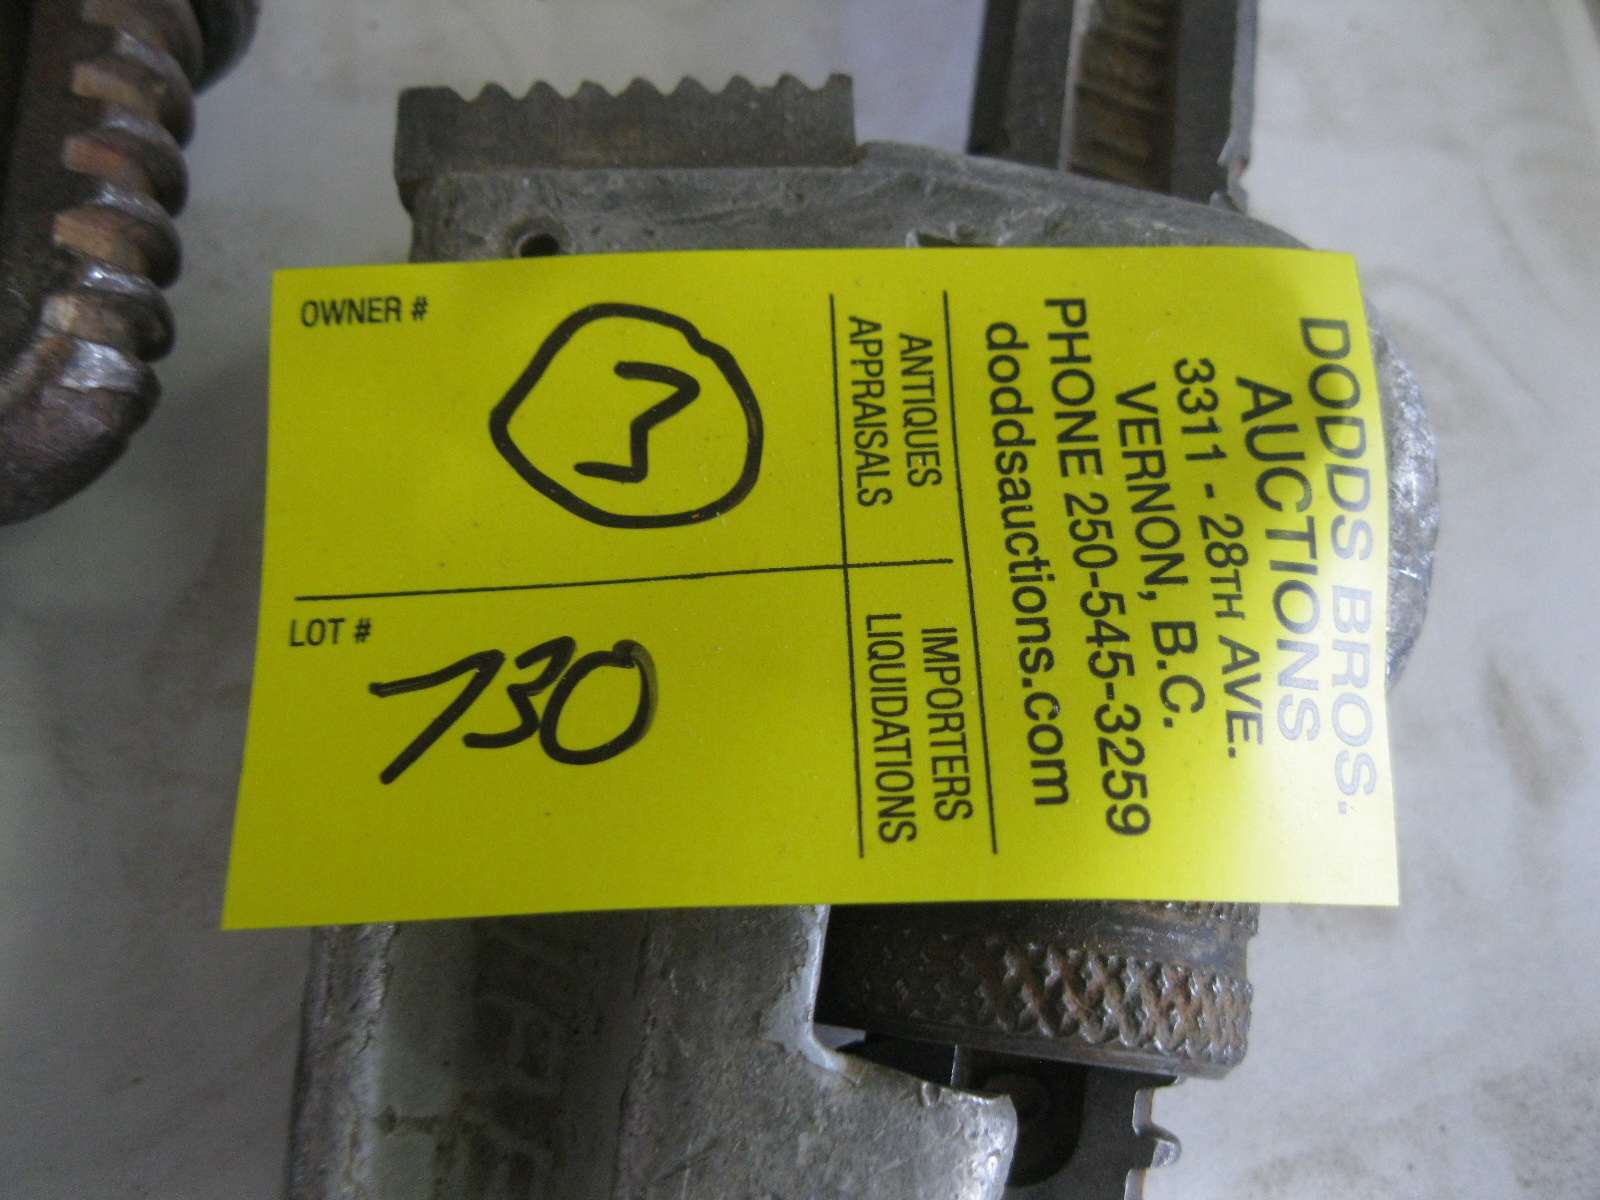 DODDS BROS.
AUCTIONS
3311 - 28TH AVE.
VERNON, B.C.
PHONE 250-545-3259
doddsauctions.com
ANTIQUES
APPRAISALS
IMPORTERS
LIQUIDATIONS
OWNER #
3
LOT #
730